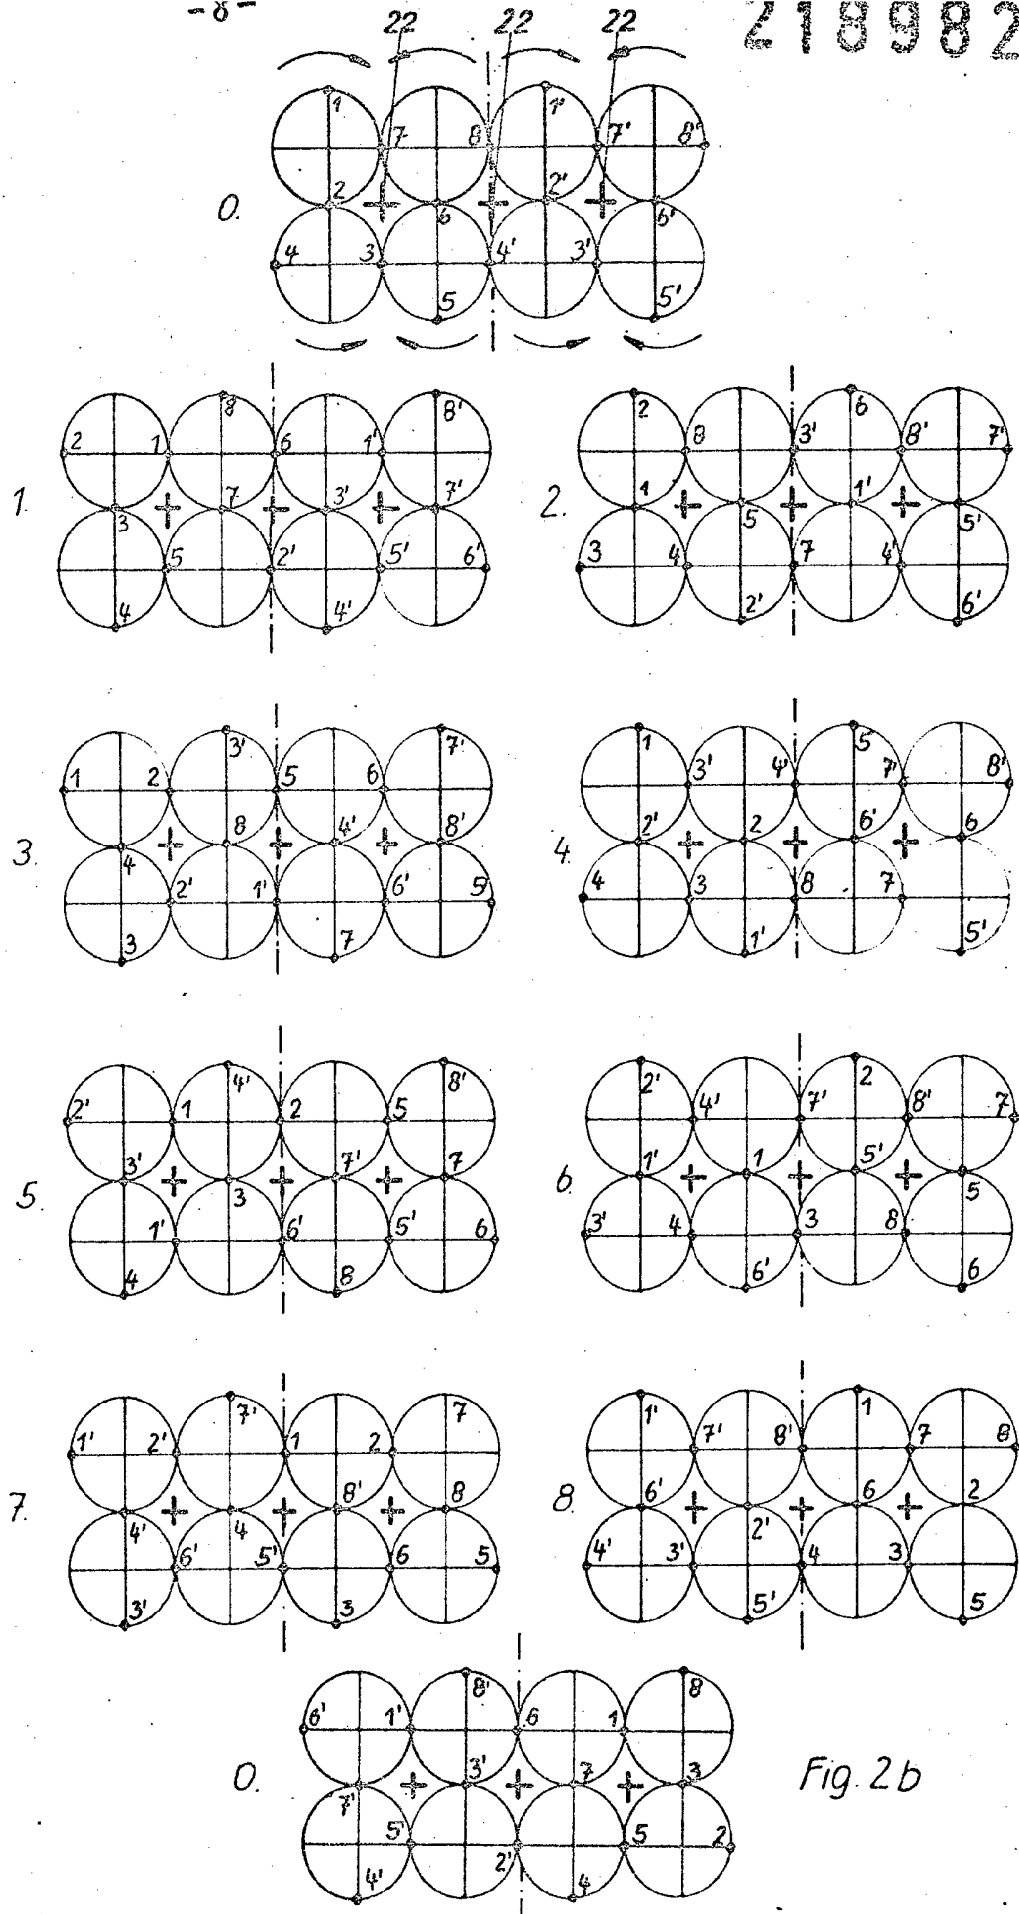 -8- 218982
22 22 22
1 1'
7 8 7' 8'
0.
2 6 2' 6'
4 3 4' 3'
5 5'
8 8' 2 6
2 1 6 1' 8 3' 8' 7'
1. 2.
3 7 3' 7' 1 5 1' 5'
5 2' 5' 6' 3 4 7 4'
4 4' 2' 6'
3' 7' 1 5
1 2 5 6 3' 4' 7' 8'
3. 4.
4 8 4' 8' 2' 2 6' 6
2' 1' 6' 5 4 3 8 7
3 7 1' 5'
4' 8' 2' 2
2' 1 2 5 4' 7' 8' 7
5. 6.
3' 3 7' 7 1' 1 5' 5
1' 6' 5' 6 3' 4 3 8
4 8 6' 6
7' 7 1' 1
1' 2' 1 2 7' 8' 7 8
7. 8.
4' 4 8' 8 6' 2' 6 2
6' 5' 6 5 4' 3' 4 3
3' 3 5' 5
8' 8
6' 1' 6 1
0. Fig. 2b
7' 3' 7 3
5' 2' 5 2
4' 4